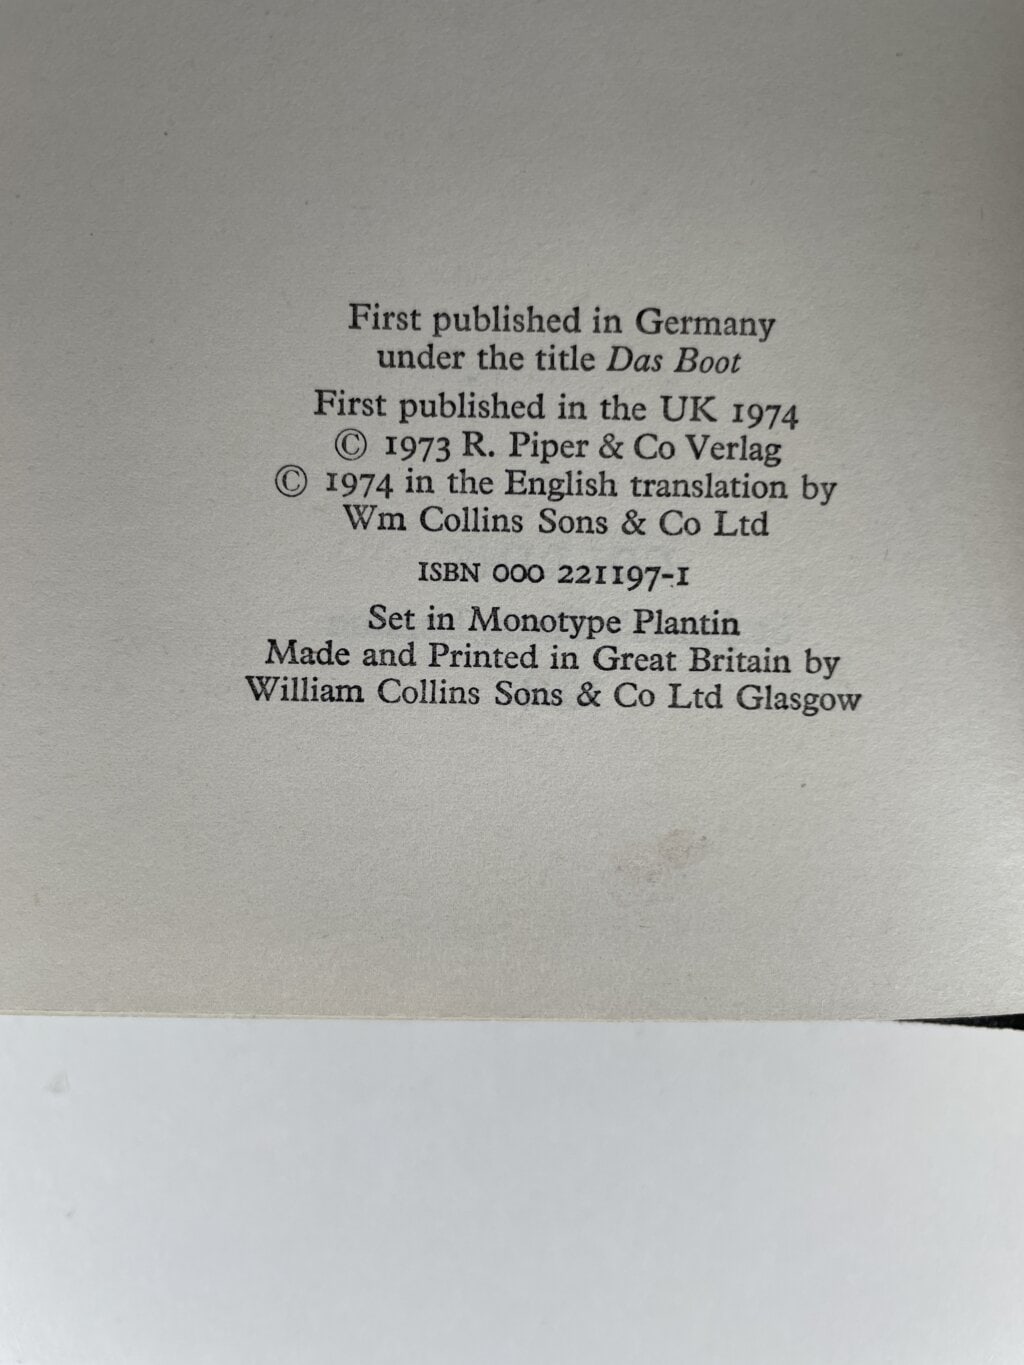 First published in Germany
under the title Das Boot
First published in the UK 1974
© 1973 R. Piper & Co Verlag
© 1974 in the English translation by
Wm Collins Sons & Co Ltd
ISBN 000 221197-1
Set in Monotype Plantin
Made and Printed in Great Britain by
William Collins Sons & Co Ltd Glasgow